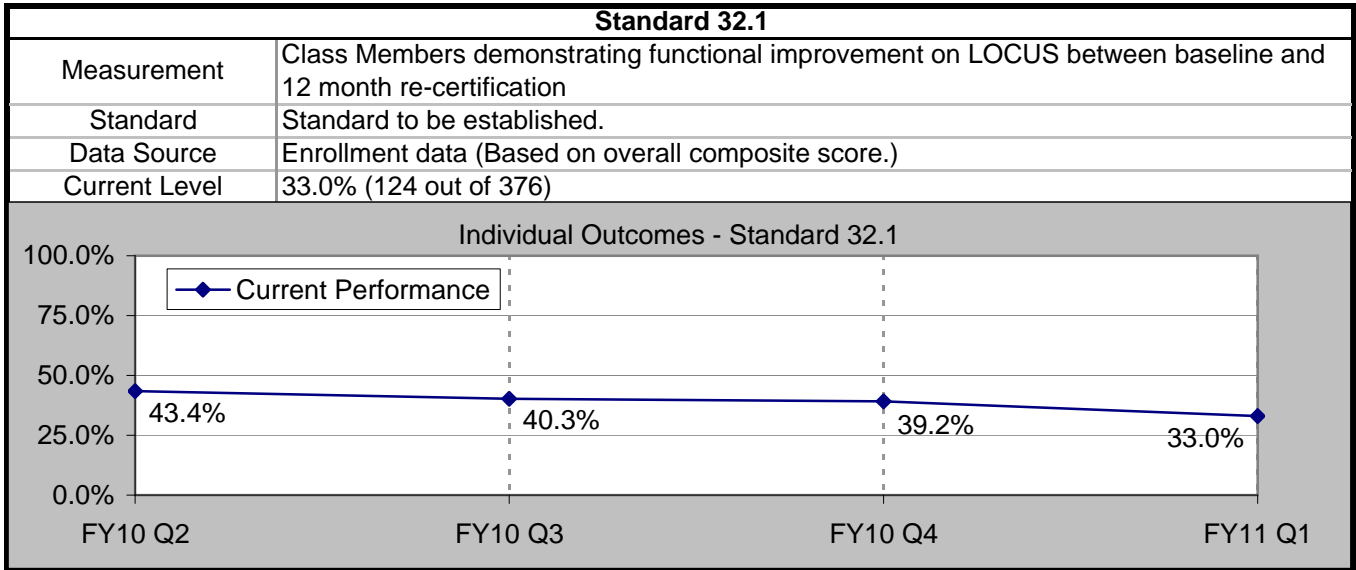 Standard 32.1
Measurement
Class Members demonstrating functional improvement on LOCUS between baseline and
12 month re-certification
Standard
Standard to be established.
Data Source
Enrollment data (Based on overall composite score.)
Current Level
33.0% (124 out of 376)
Individual Outcomes - Standard 32.1
100.0%
Current Performance
75.0%
50.0%
43.4%
40.3%
39.2%
33.0%
25.0%
0.0%
FY10 Q2
FY10 Q3
FY10 Q4
FY11 Q1